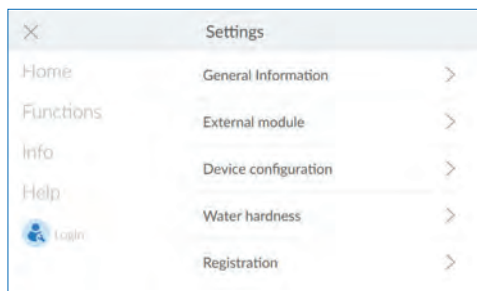 Settings
Home
Functions
Info
Help
Login
General Information
External module
Device configuration
Water hardness
Registration